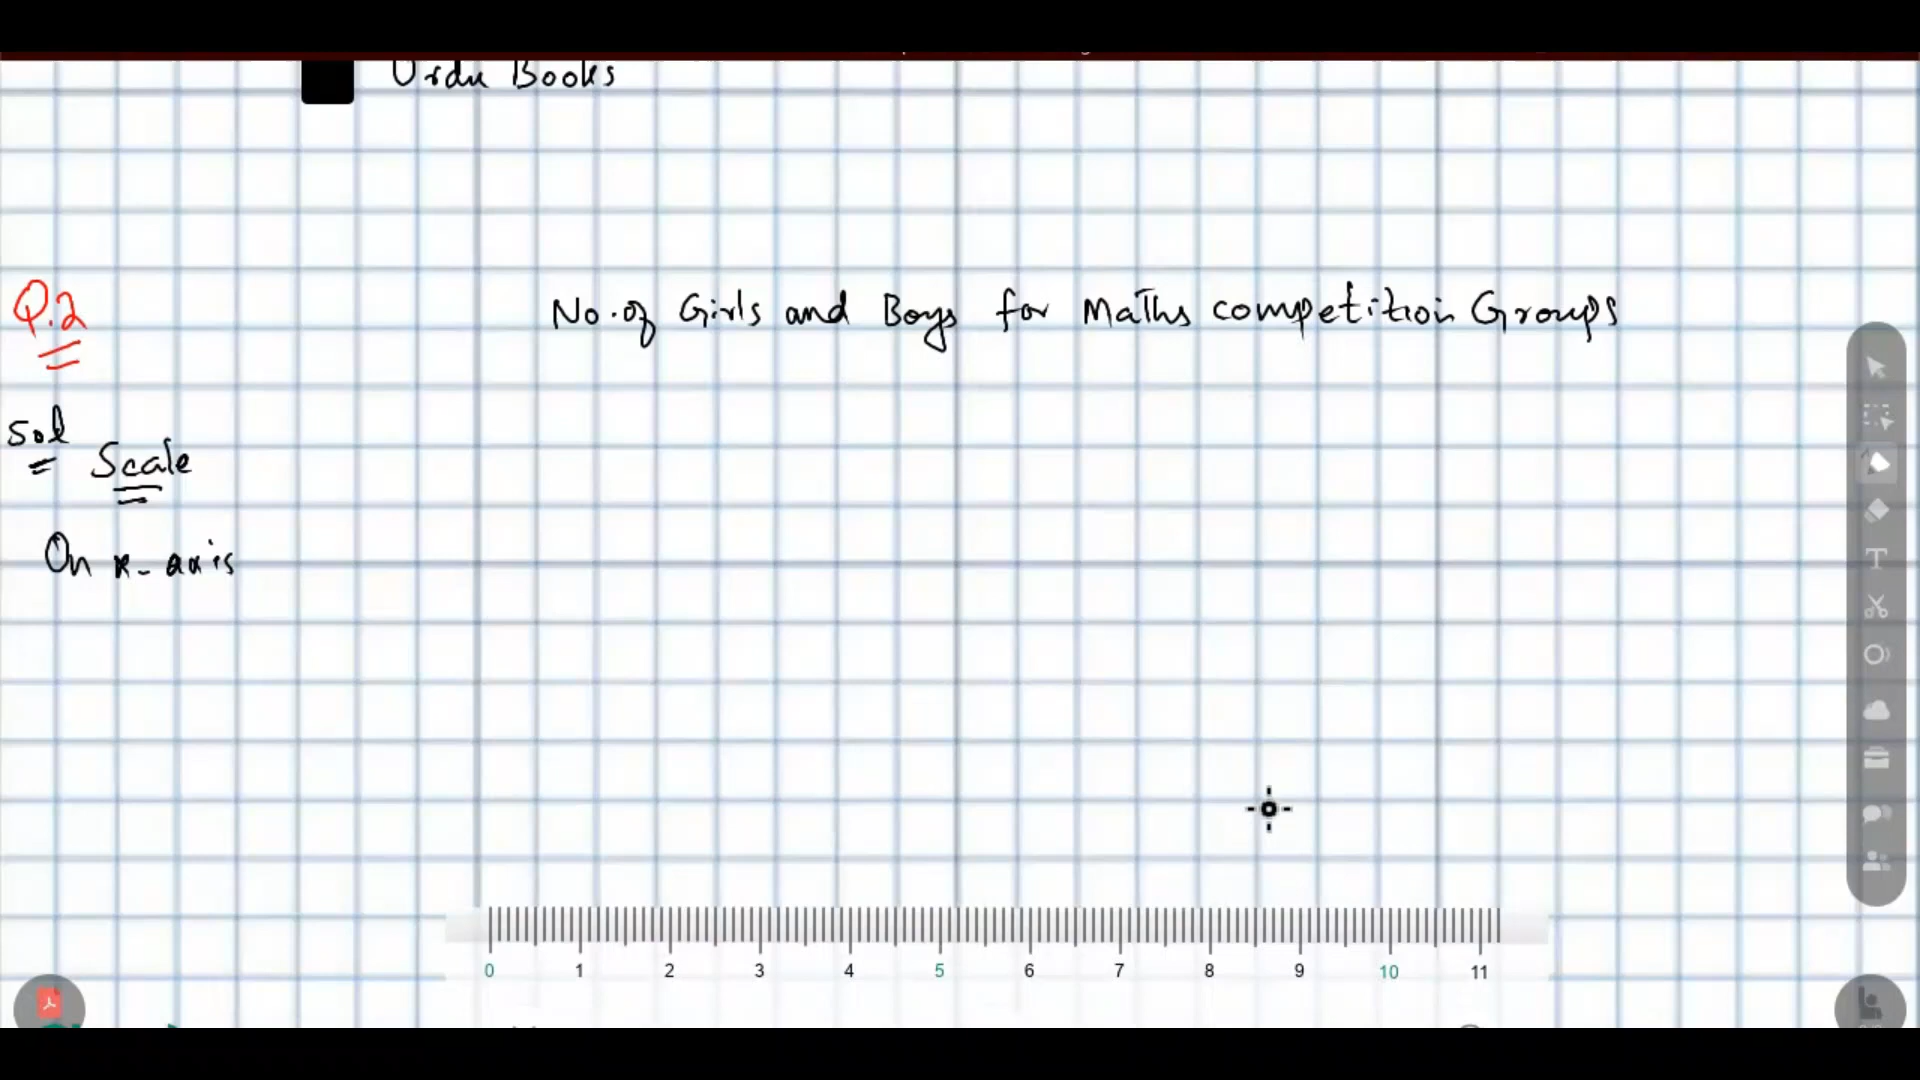 Urdu Books
Q.2
No. of Girls and Boys for Maths competition Groups
Sol
Scale
On x-axis
0 1 2 3 4 5 6 7 8 9 10 11